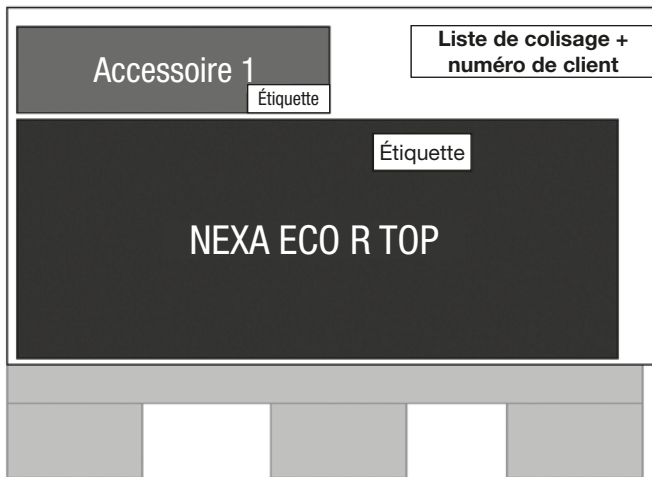 Accessoire 1
Étiquette
Liste de colisage +
numéro de client
Étiquette
NEXA ECO R TOP